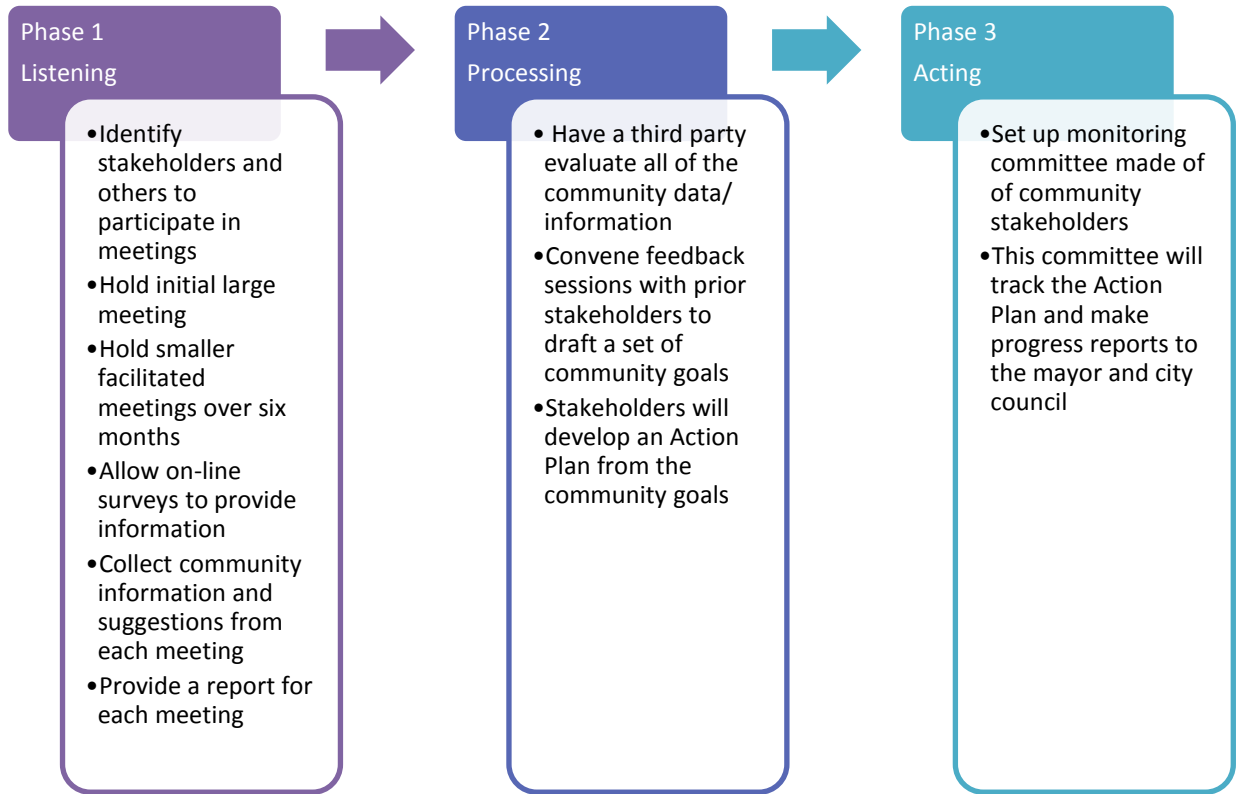 Phase 1
Listening
•Identify
stakeholders and
others to
participate in
meetings
•Hold initial large
meeting
•Hold smaller
facilitated
meetings over six
months
•Allow on-line
surveys to provide
information
•Collect community
information and
suggestions from
each meeting
•Provide a report for
each meeting
Phase 2
Processing
• Have a third party
evaluate all of the
community data/
information
•Convene feedback
sessions with prior
stakeholders to
draft a set of
community goals
•Stakeholders will
develop an Action
Plan from the
community goals
Phase 3
Acting
•Set up monitoring
committee made of
of community
stakeholders
•This committee will
track the Action
Plan and make
progress reports to
the mayor and city
council